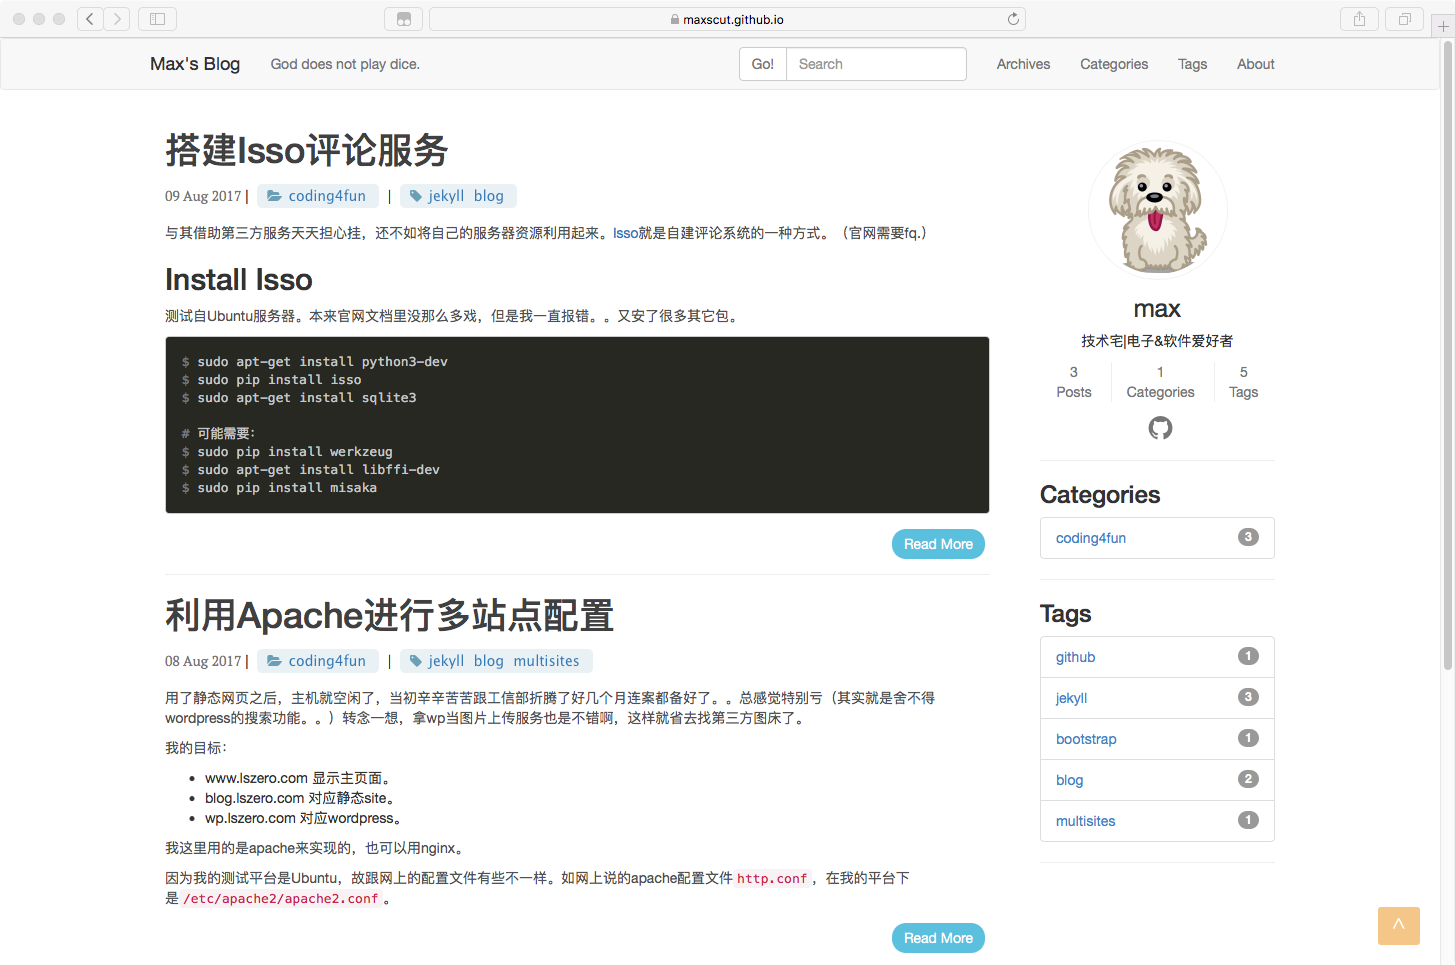 maxscut.github.io
Max's Blog God does not play dice. Go! Search Archives Categories Tags About
搭建Isso评论服务
09 Aug 2017 | coding4fun | jekyll blog
与其借助第三方服务天天担心挂，还不如将自己的服务器资源利用起来。Isso就是自建评论系统的一种方式。（官网需要fq.）
Install Isso
测试自Ubuntu服务器。本来官网文档里没那么多戏，但是我一直报错。。又安了很多其它包。
$ sudo apt-get install python3-dev
$ sudo pip install isso
$ sudo apt-get install sqlite3
# 可能需要：
$ sudo pip install werkzeug
$ sudo apt-get install libffi-dev
$ sudo pip install misaka
Read More
利用Apache进行多站点配置
08 Aug 2017 | coding4fun | jekyll blog multisites
用了静态网页之后，主机就空闲了，当初辛辛苦苦跟工信部折腾了好几个月连案都备好了。。总感觉特别亏（其实就是舍不得
wordpress的搜索功能。。）转念一想，拿wp当图片上传服务也是不错啊，这样就省去找第三方图床了。
我的目标：
• www.lszero.com 显示主页面。
• blog.lszero.com 对应静态site。
• wp.lszero.com 对应wordpress。
我这里用的是apache来实现的，也可以用nginx。
因为我的测试平台是Ubuntu，故跟网上的配置文件有些不一样。如网上说的apache配置文件 http.conf ，在我的平台下
是 /etc/apache2/apache2.conf 。
Read More
max
技术宅|电子&软件爱好者
3 1 5
Posts Categories Tags
Categories
coding4fun 3
Tags
github 1
jekyll 3
bootstrap 1
blog 2
multisites 1
^